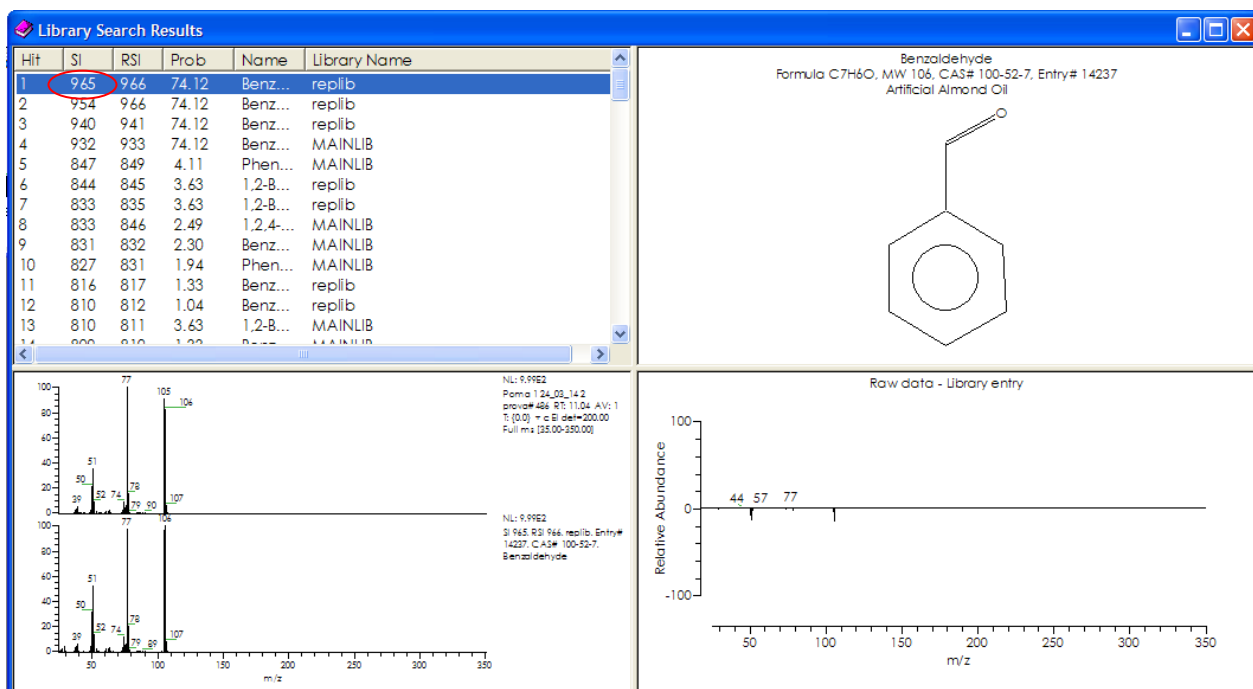 Library Search Results
Hit SI RSI Prob Name Library Name
1 965 966 74.12 Benz... replib
2 954 966 74.12 Benz... replib
3 940 941 74.12 Benz... replib
4 932 933 74.12 Benz... MAINLIB
5 847 849 4.11 Phen... MAINLIB
6 844 845 3.63 1,2-B... replib
7 833 835 3.63 1,2-B... replib
8 833 846 2.49 1,2,4-... MAINLIB
9 831 832 2.30 Benz... MAINLIB
10 827 831 1.94 Phen... MAINLIB
11 816 817 1.33 Benz... replib
12 810 812 1.04 Benz... replib
13 810 811 3.63 1,2-B... MAINLIB
Benzaldehyde
Formula C7H6O, MW 106, CAS# 100-52-7, Entry# 14237
Artificial Almond Oil
O
NL: 9.99E2
Poma 1 24_03_14 2
prova# 486 RT: 11.04 AV: 1
T: {0.0} + c EI det=200.00
Full ms [35.00-350.00]
100
80
60
40
20
0
77
105
106
51
50
39
52
74
78
79
90
107
NL: 9.99E2
SI 965, RSI 966, replib, Entry#
14237, CAS# 100-52-7,
Benzaldehyde
100
80
60
40
20
0
77
106
51
50
39
52
74
78
79
89
107
50 100 150 200 250 300 350
m/z
Raw data - Library entry
Relative Abundance
100
0
-100
44 57 77
50 100 150 200 250 300 350
m/z